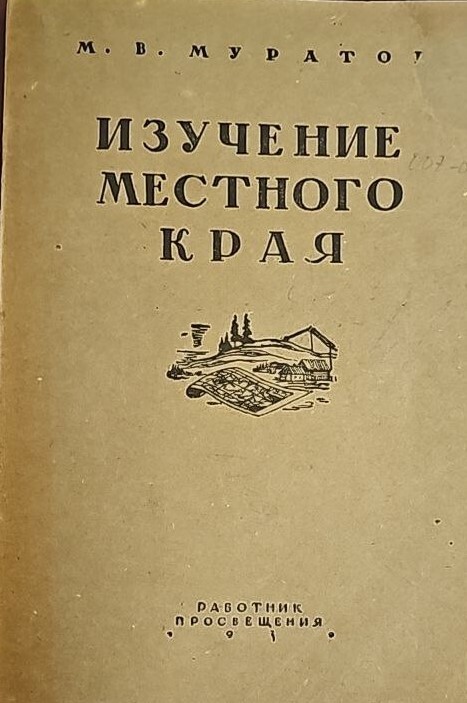 М. В. МУРАТО
ИЗУЧЕНИЕ
МЕСТНОГО
КРАЯ
РАБОТНИК
ПРОСВЕЩЕНИЯ